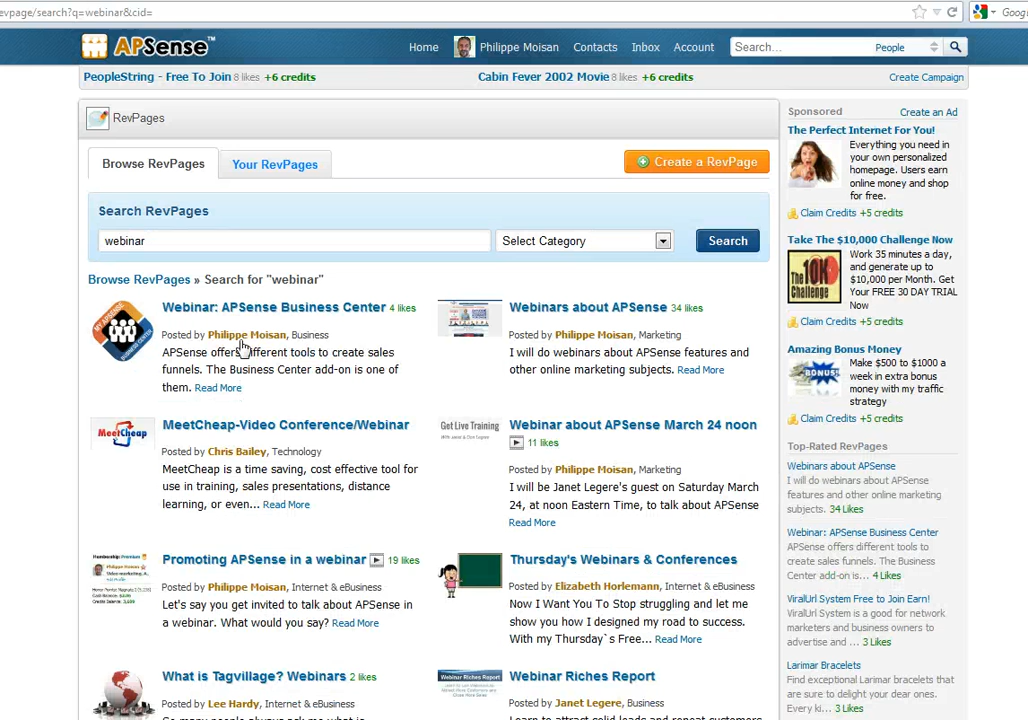 evpage/search?q=webinar&cid=
Goog
APSense™
Home
Philippe Moisan
Contacts
Inbox
Account
Search...
People
PeopleString - Free To Join 8 likes +6 credits
Cabin Fever 2002 Movie 8 likes +6 credits
Create Campaign
RevPages
Browse RevPages
Your RevPages
Create a RevPage
Search RevPages
webinar
Select Category
Search
Browse RevPages » Search for "webinar"
MY APSENSE
BUSINESS CENTER
Webinar: APSense Business Center 4 likes
Posted by Philippe Moisan, Business
APSense offers different tools to create sales
funnels. The Business Center add-on is one of
them. Read More
Webinars about APSense 34 likes
Posted by Philippe Moisan, Marketing
I will do webinars about APSense features and
other online marketing subjects. Read More
MeetCheap
MeetCheap-Video Conference/Webinar
Posted by Chris Bailey, Technology
MeetCheap is a time saving, cost effective tool for
use in training, sales presentations, distance
learning, or even... Read More
Get Live Training
Webinar about APSense March 24 noon
11 likes
Posted by Philippe Moisan, Marketing
I will be Janet Legere's guest on Saturday March
24, at noon Eastern Time, to talk about APSense
Read More
Promoting APSense in a webinar 19 likes
Posted by Philippe Moisan, Internet & eBusiness
Let's say you get invited to talk about APSense in
a webinar. What would you say? Read More
Thursday's Webinars & Conferences
Posted by Elizabeth Horlemann, Internet & eBusiness
Now I Want You To Stop struggling and let me
show you how I designed my road to success.
With my Thursday`s Free... Read More
What is Tagvillage? Webinars 2 likes
Posted by Lee Hardy, Internet & eBusiness
Webinar Riches Report
Webinar Riches Report
Posted by Janet Legere, Business
Sponsored
Create an Ad
The Perfect Internet For You!
Everything you need in
your own personalized
homepage. Users earn
online money and shop
for free.
Claim Credits +5 credits
Take The $10,000 Challenge Now
The 10K Challenge
Work 35 minutes a day,
and generate up to
$10,000 per Month. Get
Your FREE 30 DAY TRIAL
Now
Claim Credits +5 credits
Amazing Bonus Money
BONUS
Make $500 to $1000 a
week in extra bonus
money with my traffic
strategy
Claim Credits +5 credits
Top-Rated RevPages
Webinars about APSense
I will do webinars about APSense
features and other online marketing
subjects. 34 Likes
Webinar: APSense Business Center
APSense offers different tools to
create sales funnels. The Business
Center add-on is... 4 Likes
ViralUrl System Free to Join Earn!
ViralUrl System is a good for network
marketers and business owners to
advertise and ... 3 Likes
Larimar Bracelets
Find exceptional Larimar bracelets that
are sure to delight your dear ones.
Every ki... 3 Likes